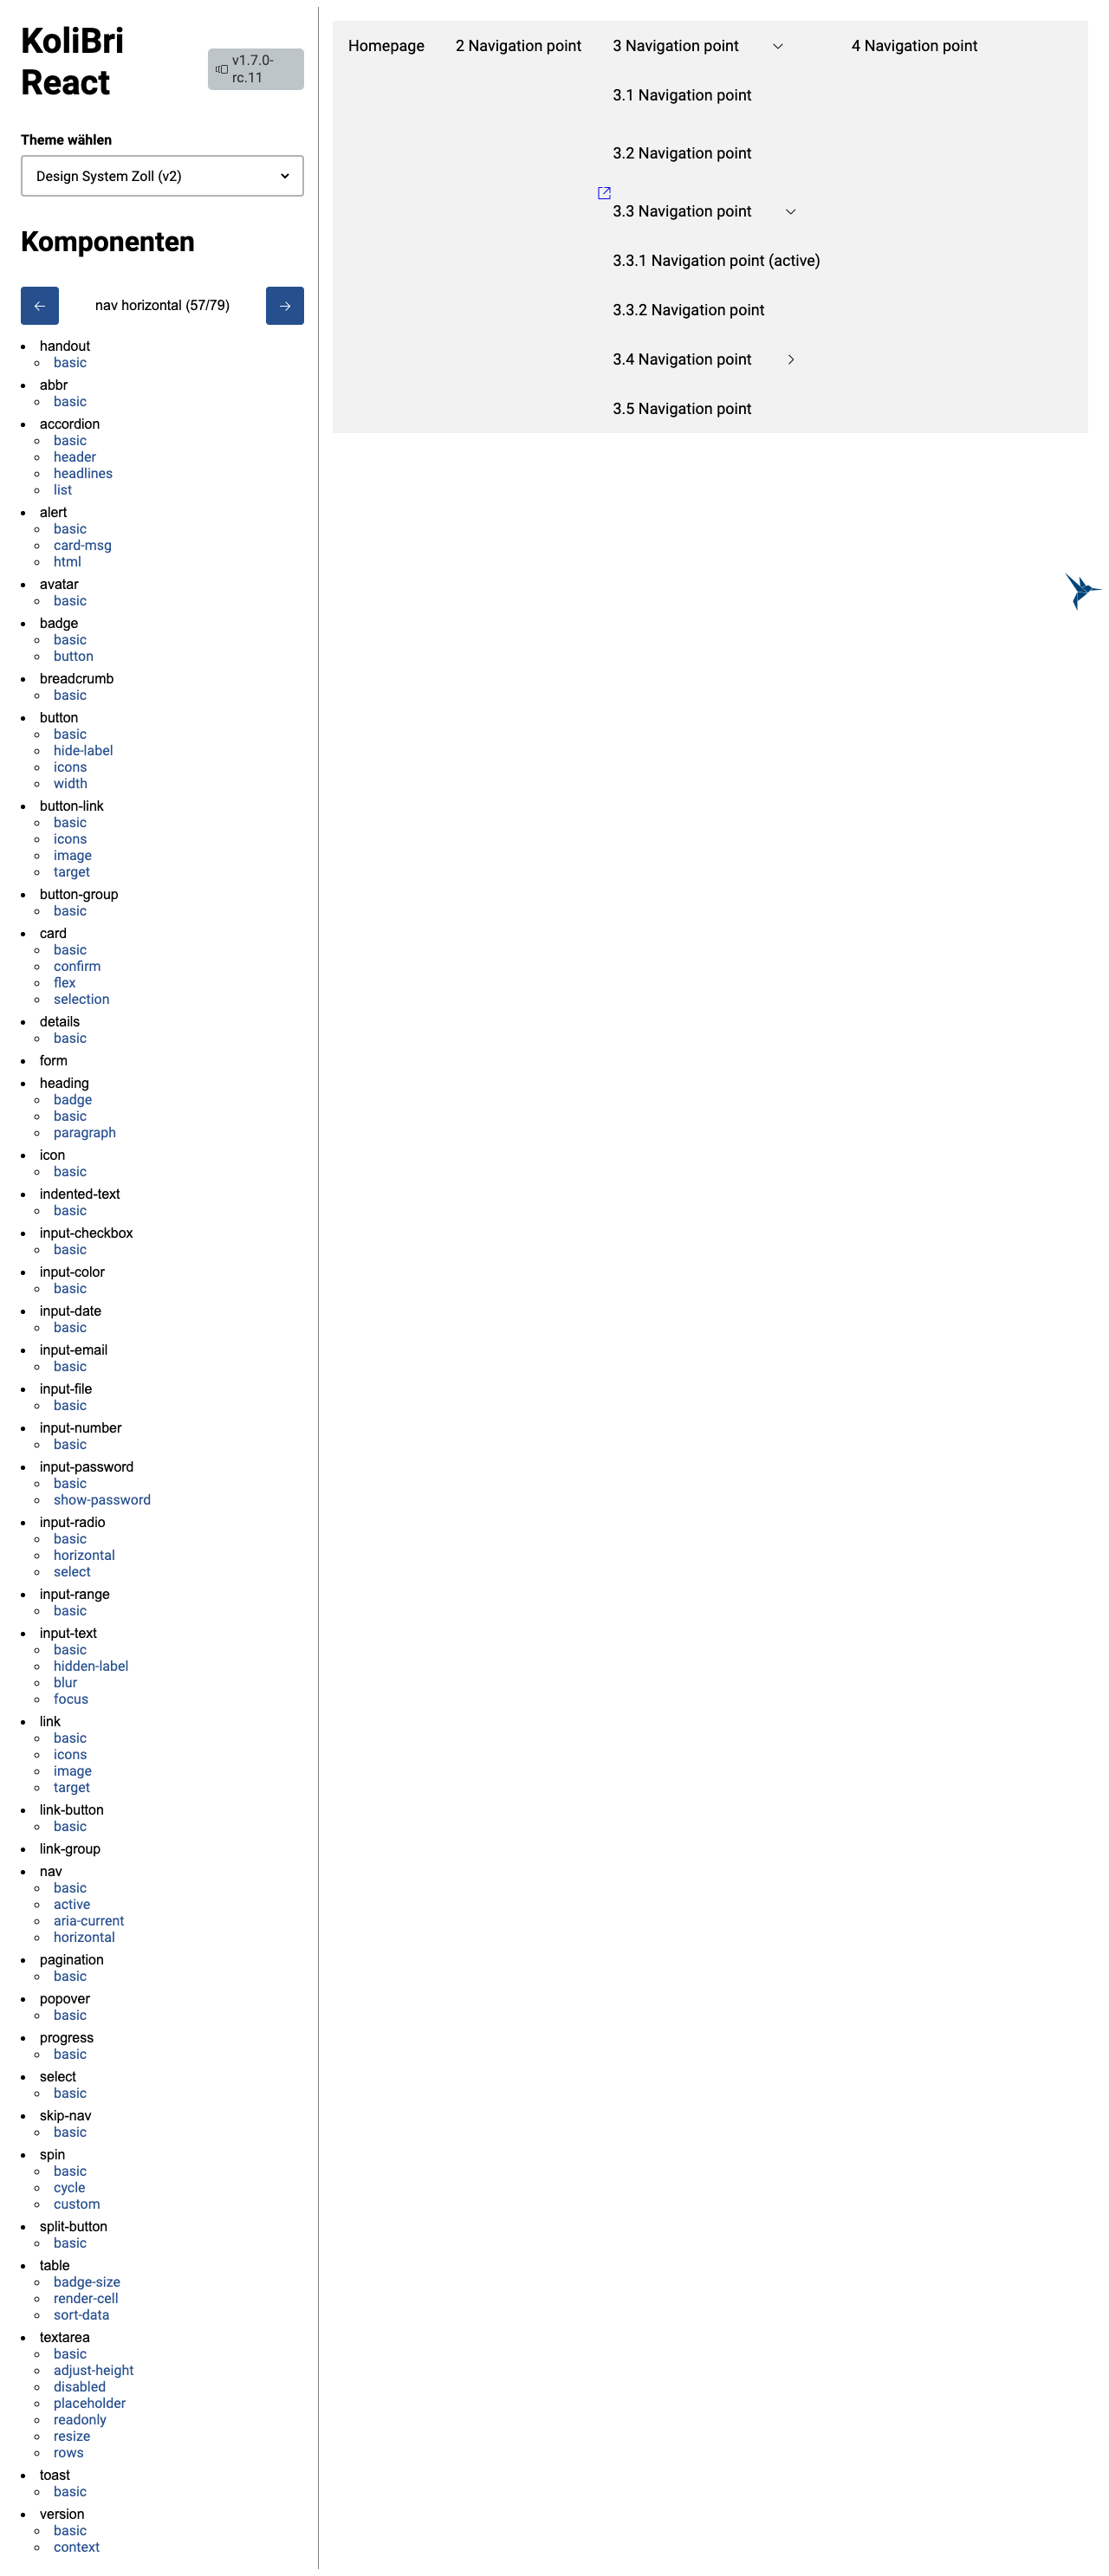 KoliBri
React
v1.7.0-
rc.11
Theme wählen
Design System Zoll (v2)
Komponenten
nav horizontal (57/79)
handout
basic
abbr
basic
accordion
basic
header
headlines
list
alert
basic
card-msg
html
avatar
basic
badge
basic
button
breadcrumb
basic
button
basic
hide-label
icons
width
button-link
basic
icons
image
target
button-group
basic
card
basic
confirm
flex
selection
details
basic
form
heading
badge
basic
paragraph
icon
basic
indented-text
basic
input-checkbox
basic
input-color
basic
input-date
basic
input-email
basic
input-file
basic
input-number
basic
input-password
basic
show-password
input-radio
basic
horizontal
select
input-range
basic
input-text
basic
hidden-label
blur
focus
link
basic
icons
image
target
link-button
basic
link-group
nav
basic
active
aria-current
horizontal
pagination
basic
popover
basic
progress
basic
select
basic
skip-nav
basic
spin
basic
cycle
custom
split-button
basic
table
badge-size
render-cell
sort-data
textarea
basic
adjust-height
disabled
placeholder
readonly
resize
rows
toast
basic
version
basic
context
Homepage
2 Navigation point
3 Navigation point
3.1 Navigation point
3.2 Navigation point
3.3 Navigation point
3.3.1 Navigation point (active)
3.3.2 Navigation point
3.4 Navigation point
3.5 Navigation point
4 Navigation point